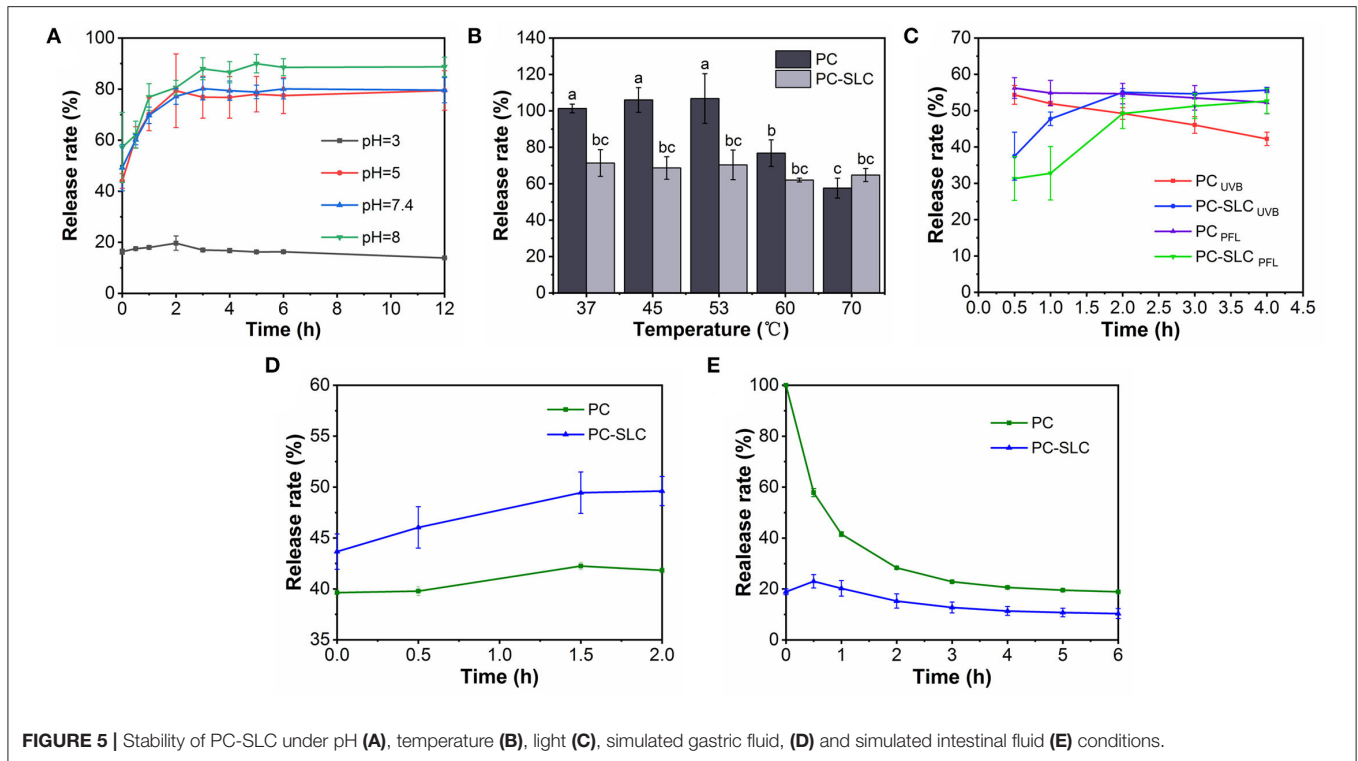 A
Release rate (%)
100
80
60
40
20
0
pH=3
pH=5
pH=7.4
pH=8
0 2 4 6 8 10 12
Time (h)
B
Release rate (%)
140
120
100
80
60
40
20
0
PC
PC-SLC
a
bc
a
bc
a
bc
b
bc
c
bc
37 45 53 60 70
Temperature (℃)
C
Release rate (%)
70
60
50
40
30
20
10
0
PC UVB
PC-SLC UVB
PC PFL
PC-SLC PFL
0.0 0.5 1.0 1.5 2.0 2.5 3.0 3.5 4.0 4.5
Time (h)
D
Release rate (%)
60
55
50
45
40
35
PC
PC-SLC
0.0 0.5 1.0 1.5 2.0
Time (h)
E
Realease rate (%)
100
80
60
40
20
0
PC
PC-SLC
0 1 2 3 4 5 6
Time (h)
FIGURE 5 | Stability of PC-SLC under pH (A), temperature (B), light (C), simulated gastric fluid, (D) and simulated intestinal fluid (E) conditions.